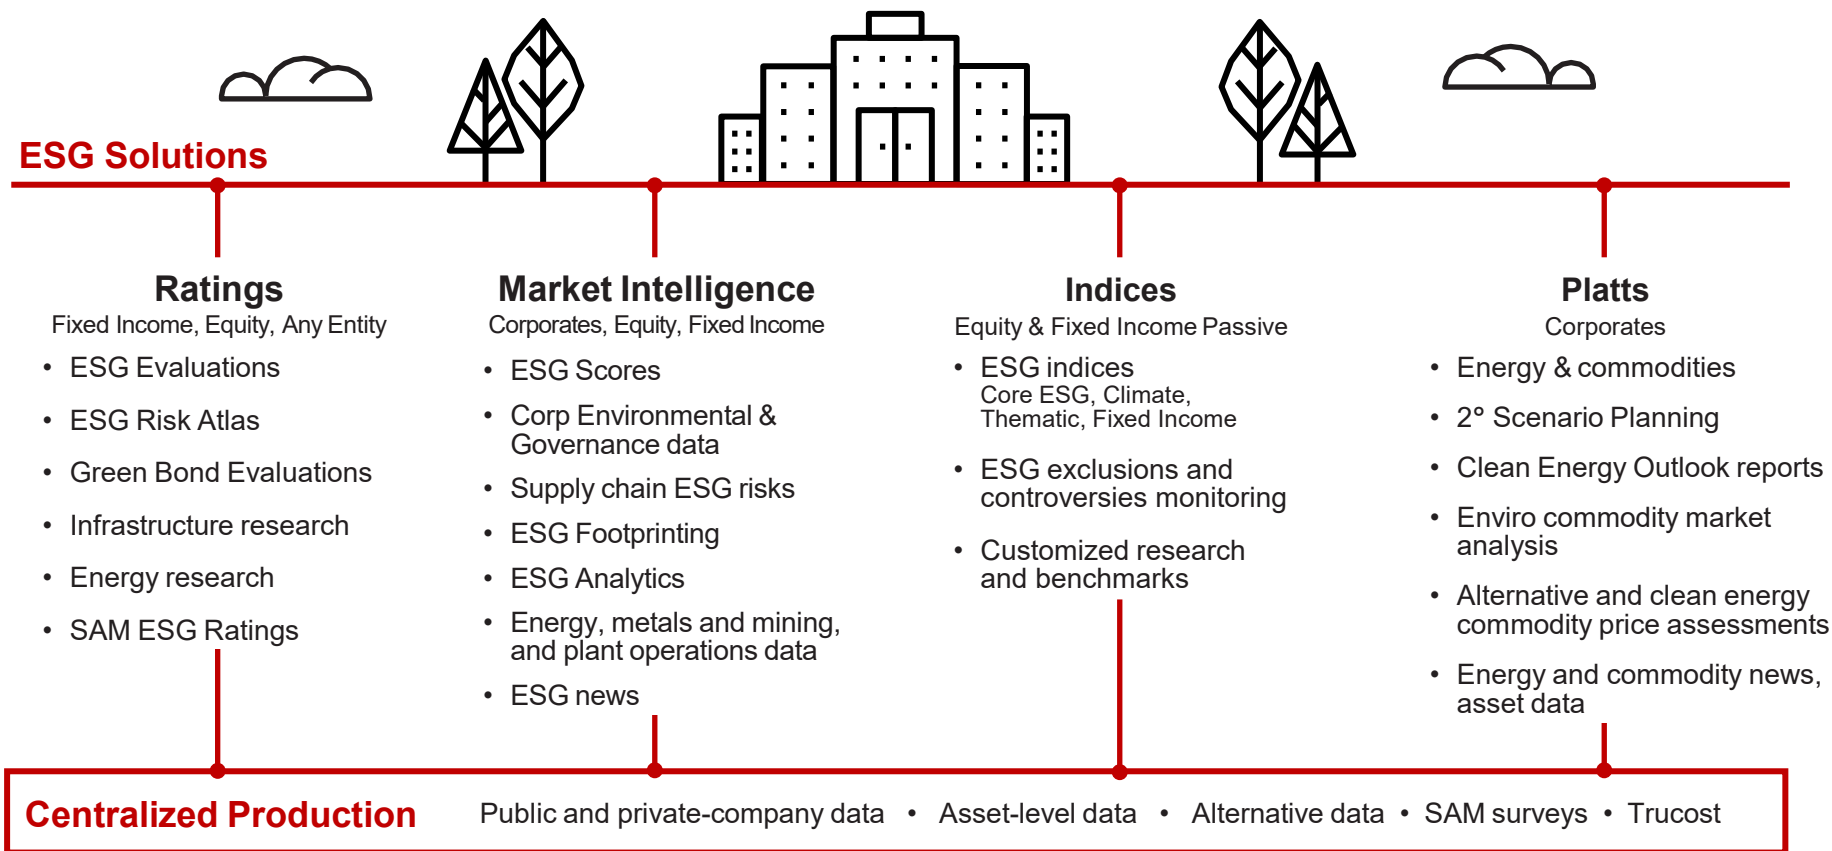 ESG Solutions
Ratings
Fixed Income, Equity, Any Entity
• ESG Evaluations
• ESG Risk Atlas
• Green Bond Evaluations
• Infrastructure research
• Energy research
• SAM ESG Ratings
Market Intelligence
Corporates, Equity, Fixed Income
• ESG Scores
• Corp Environmental &
Governance data
• Supply chain ESG risks
• ESG Footprinting
• ESG Analytics
• Energy, metals and mining,
and plant operations data
• ESG news
Indices
Equity & Fixed Income Passive
• ESG indices
Core ESG, Climate,
Thematic, Fixed Income
• ESG exclusions and
controversies monitoring
• Customized research
and benchmarks
Platts
Corporates
• Energy & commodities
• 2° Scenario Planning
• Clean Energy Outlook reports
• Enviro commodity market
analysis
• Alternative and clean energy
commodity price assessments
• Energy and commodity news,
asset data
Centralized Production
Public and private-company data • Asset-level data • Alternative data • SAM surveys • Trucost